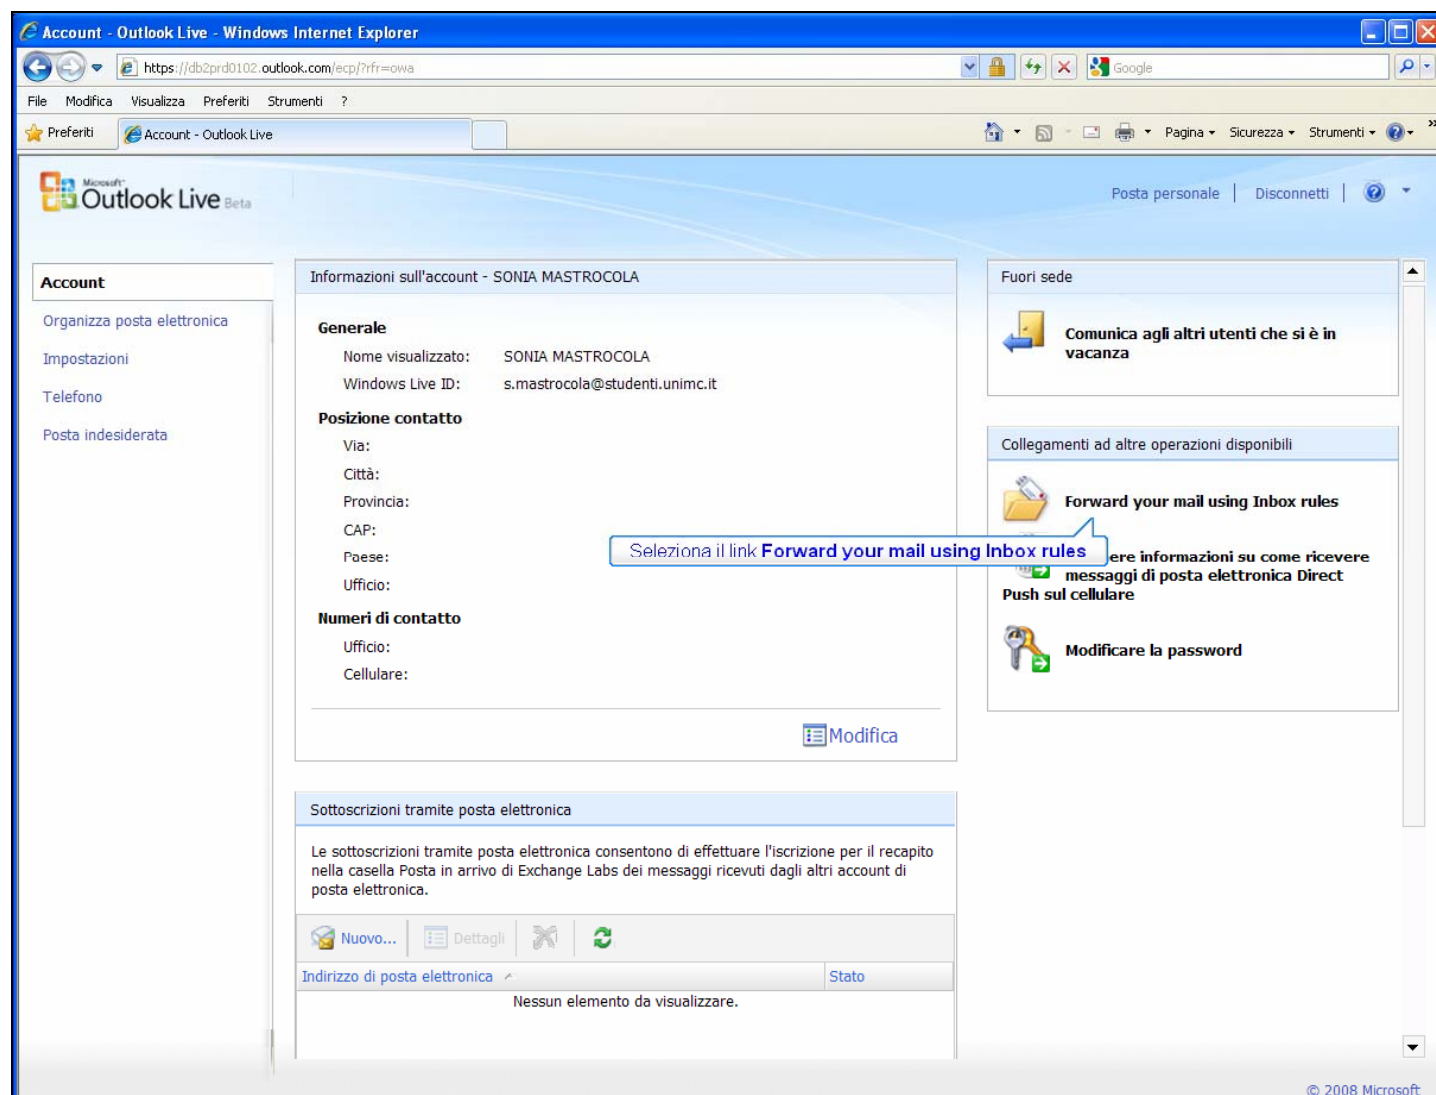 Account - Outlook Live - Windows Internet Explorer
https://db2prd0102.outlook.com/ecp/?rfr=owa
Google
File Modifica Visualizza Preferiti Strumenti ?
Preferiti
Account - Outlook Live
Pagina Sicurezza Strumenti
Microsoft
Outlook Live Beta
Posta personale | Disconnetti |
Account
Organizza posta elettronica
Impostazioni
Telefono
Posta indesiderata
Informazioni sull'account - SONIA MASTROCOLA
Generale
Nome visualizzato: SONIA MASTROCOLA
Windows Live ID: s.mastrocola@studenti.unimc.it
Posizione contatto
Via:
Città:
Provincia:
CAP:
Paese:
Ufficio:
Numeri di contatto
Ufficio:
Cellulare:
Modifica
Seleziona il link Forward your mail using Inbox rules
Fuori sede
Comunica agli altri utenti che si è in
vacanza
Collegamenti ad altre operazioni disponibili
Forward your mail using Inbox rules
ere informazioni su come ricevere
messaggi di posta elettronica Direct
Push sul cellulare
Modificare la password
Sottoscrizioni tramite posta elettronica
Le sottoscrizioni tramite posta elettronica consentono di effettuare l'iscrizione per il recapito
nella casella Posta in arrivo di Exchange Labs dei messaggi ricevuti dagli altri account di
posta elettronica.
Nuovo... Dettagli
Indirizzo di posta elettronica Stato
Nessun elemento da visualizzare.
© 2008 Microsoft